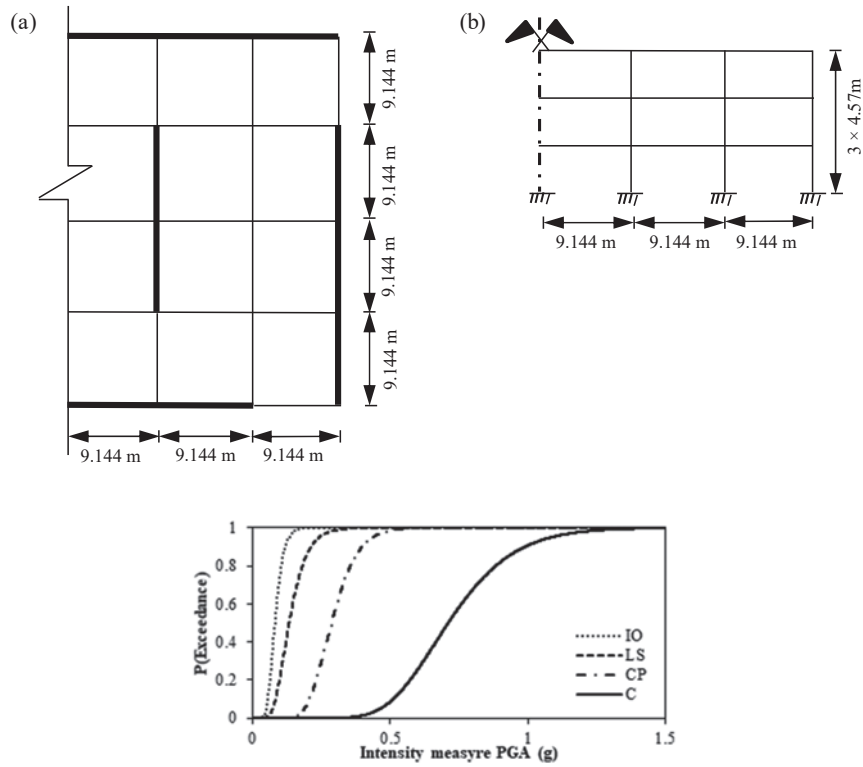 (a)
9.144 m
9.144 m
9.144 m
9.144 m
9.144 m
9.144 m
9.144 m
(b)
3 × 4.57m
9.144 m
9.144 m
9.144 m
P(Exceedance)
1
0.8
0.6
0.4
0.2
0
IO
LS
CP
C
0
0.5
1
1.5
Intensity measyre PGA (g)